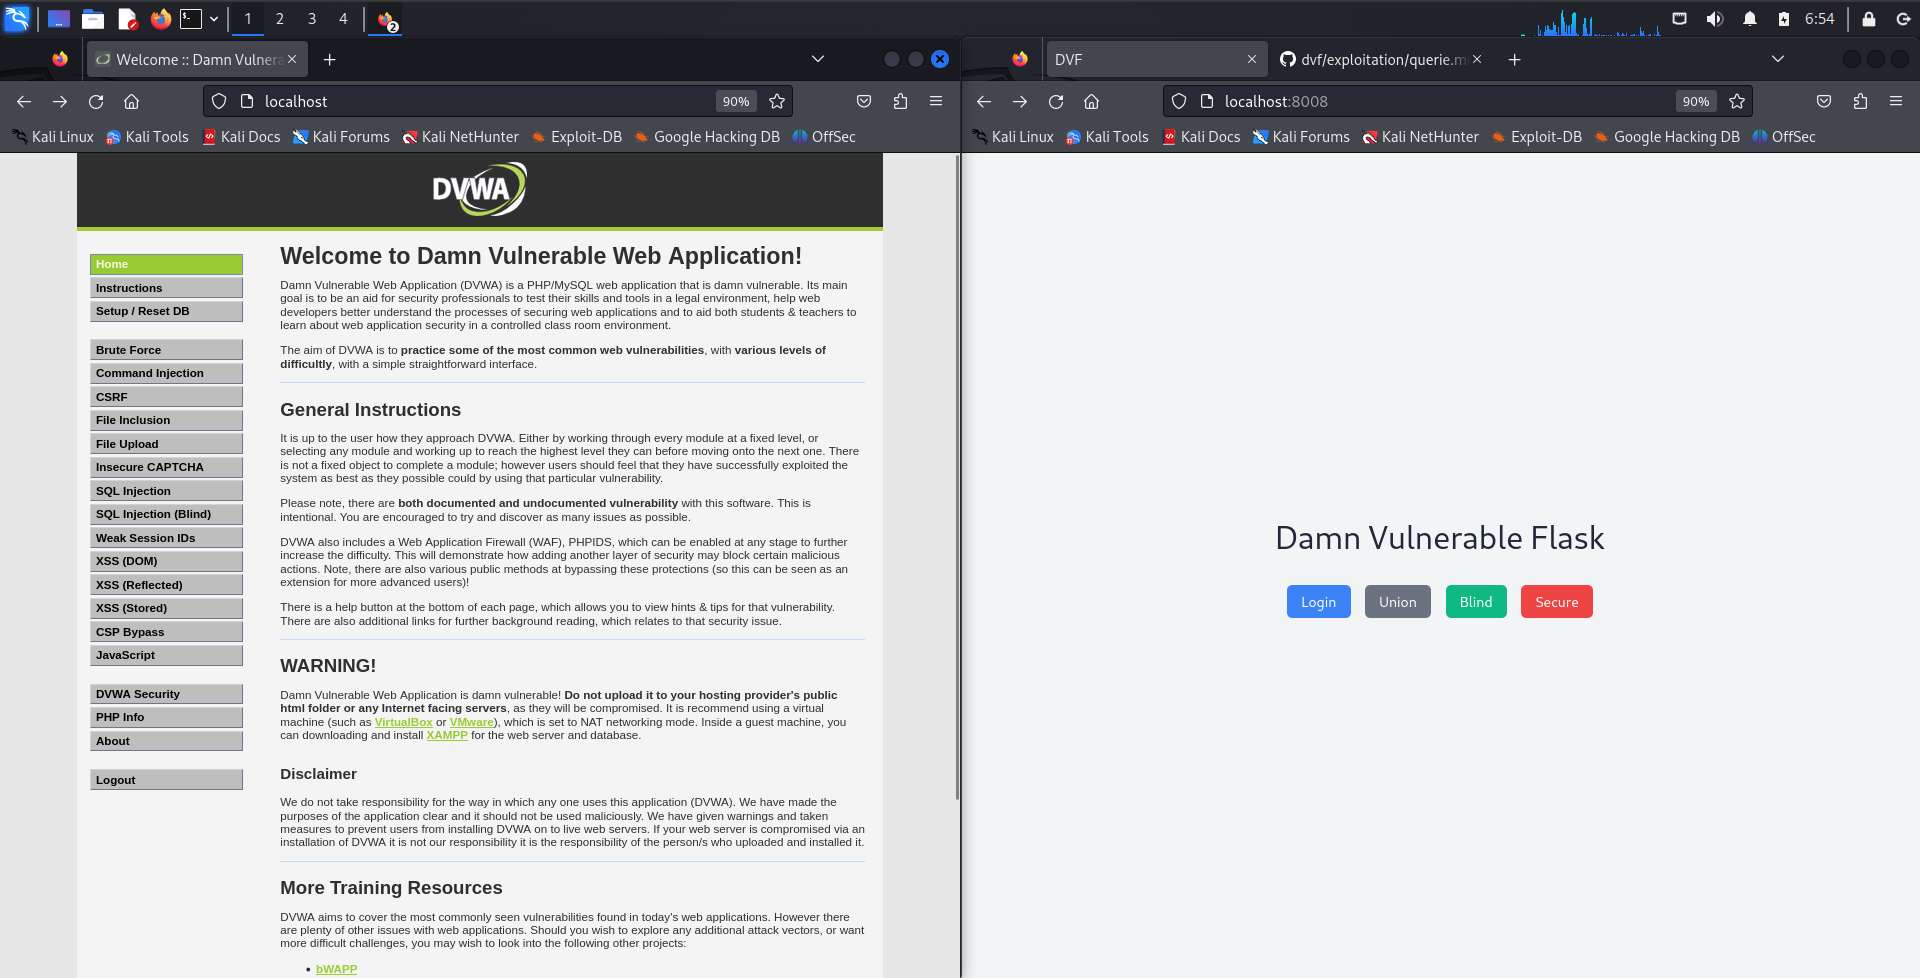 1 2 3 4 2 6:54
Welcome :: Damn Vulnera
localhost 90%
Kali Linux Kali Tools Kali Docs Kali Forums Kali NetHunter Exploit-DB Google Hacking DB OffSec
DVWA
Home
Instructions
Setup / Reset DB
Brute Force
Command Injection
CSRF
File Inclusion
File Upload
Insecure CAPTCHA
SQL Injection
SQL Injection (Blind)
Weak Session IDs
XSS (DOM)
XSS (Reflected)
XSS (Stored)
CSP Bypass
JavaScript
DVWA Security
PHP Info
About
Logout
Welcome to Damn Vulnerable Web Application!
Damn Vulnerable Web Application (DVWA) is a PHP/MySQL web application that is damn vulnerable. Its main
goal is to be an aid for security professionals to test their skills and tools in a legal environment, help web
developers better understand the processes of securing web applications and to aid both students & teachers to
learn about web application security in a controlled class room environment.
The aim of DVWA is to practice some of the most common web vulnerabilities, with various levels of
difficultly, with a simple straightforward interface.
General Instructions
It is up to the user how they approach DVWA. Either by working through every module at a fixed level, or
selecting any module and working up to reach the highest level they can before moving onto the next one. There
is not a fixed object to complete a module; however users should feel that they have successfully exploited the
system as best as they possible could by using that particular vulnerability.
Please note, there are both documented and undocumented vulnerability with this software. This is
intentional. You are encouraged to try and discover as many issues as possible.
DVWA also includes a Web Application Firewall (WAF), PHPIDS, which can be enabled at any stage to further
increase the difficulty. This will demonstrate how adding another layer of security may block certain malicious
actions. Note, there are also various public methods at bypassing these protections (so this can be seen as an
extension for more advanced users)!
There is a help button at the bottom of each page, which allows you to view hints & tips for that vulnerability.
There are also additional links for further background reading, which relates to that security issue.
WARNING!
Damn Vulnerable Web Application is damn vulnerable! Do not upload it to your hosting provider's public
html folder or any Internet facing servers, as they will be compromised. It is recommend using a virtual
machine (such as VirtualBox or VMware), which is set to NAT networking mode. Inside a guest machine, you
can downloading and install XAMPP for the web server and database.
Disclaimer
We do not take responsibility for the way in which any one uses this application (DVWA). We have made the
purposes of the application clear and it should not be used maliciously. We have given warnings and taken
measures to prevent users from installing DVWA on to live web servers. If your web server is compromised via an
installation of DVWA it is not our responsibility it is the responsibility of the person/s who uploaded and installed it.
More Training Resources
DVWA aims to cover the most commonly seen vulnerabilities found in today's web applications. However there
are plenty of other issues with web applications. Should you wish to explore any additional attack vectors, or want
more difficult challenges, you may wish to look into the following other projects:
• bWAPP
DVF dvf/exploitation/querie.m
localhost:8008 90%
Kali Linux Kali Tools Kali Docs Kali Forums Kali NetHunter Exploit-DB Google Hacking DB OffSec
Damn Vulnerable Flask
Login Union Blind Secure